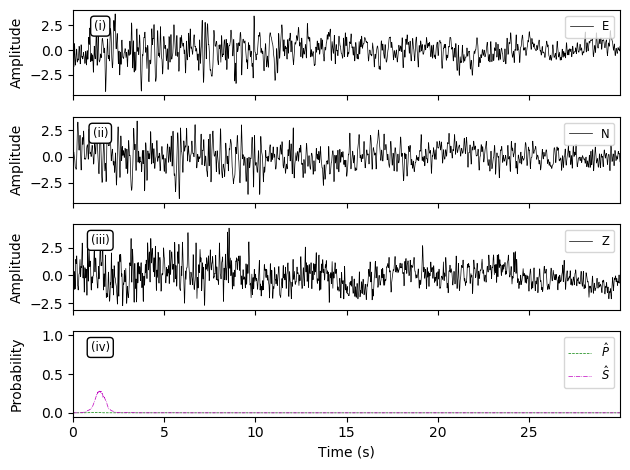 Amplitude
2.5
0.0
−2.5
(i)
E
Amplitude
2.5
0.0
−2.5
(ii)
N
Amplitude
2.5
0.0
−2.5
(iii)
Z
Probability
1.0
0.5
0.0
(iv)
P̂
Ŝ
0 5 10 15 20 25
Time (s)